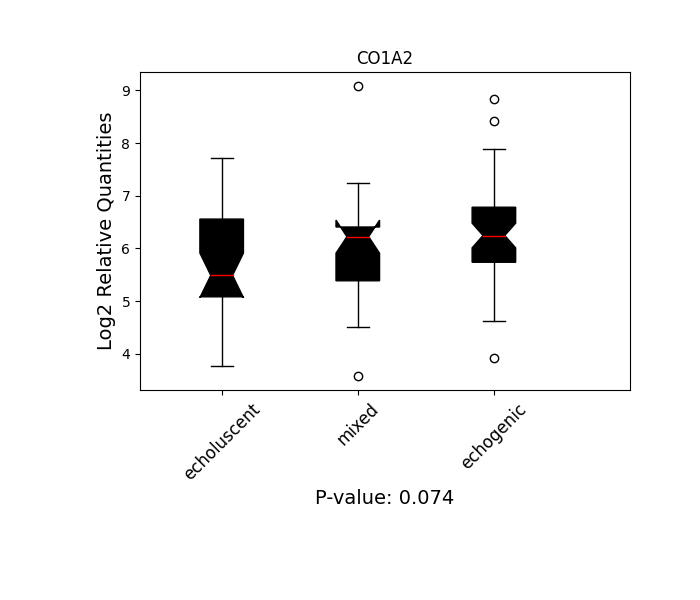 CO1A2
Log2 Relative Quantities
9
8
7
6
5
4
echoluscent
mixed
echogenic
P-value: 0.074